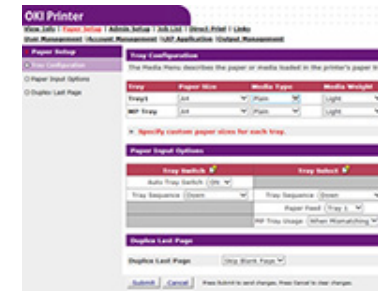 OKI Printer
View Info | Paper Setup | Admin Setup | Job List | Direct Print | Links
User Management |Account Management |SXP Application |Output Management
Paper Setup
Tray Configuration
Paper Input Options
Duplex Last Page
Tray Configuration
The Media Menu describes the paper or media loaded in the printer's paper
Tray Paper Size Media Type Media Weight
Tray1 A4 Plain Light
MP Tray A4 Plain Light
Specify custom paper sizes for each tray.
Paper Input Options
Tray Switch Tray Select
Auto Tray Switch ON
Tray Sequence Down Tray Sequence Down
Paper Feed Tray 1
MP Tray Usage When Mismatching
Duplex Last Page
Duplex Last Page Skip Blank Page
Submit Cancel Press Submit to send changes. Press Cancel to clear changes.